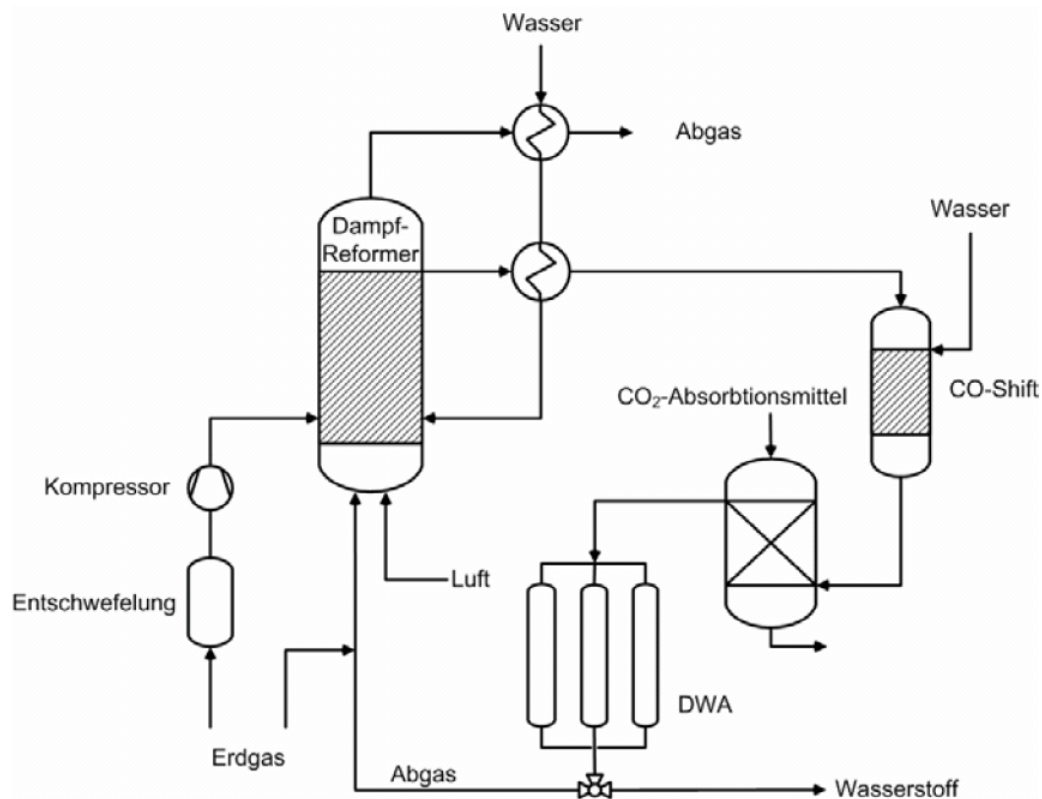 Wasser
Abgas
Dampf-
Reformer
Wasser
CO₂-Absorbtionsmittel
CO-Shift
Kompressor
Luft
Entschwefelung
DWA
Erdgas
Abgas
Wasserstoff